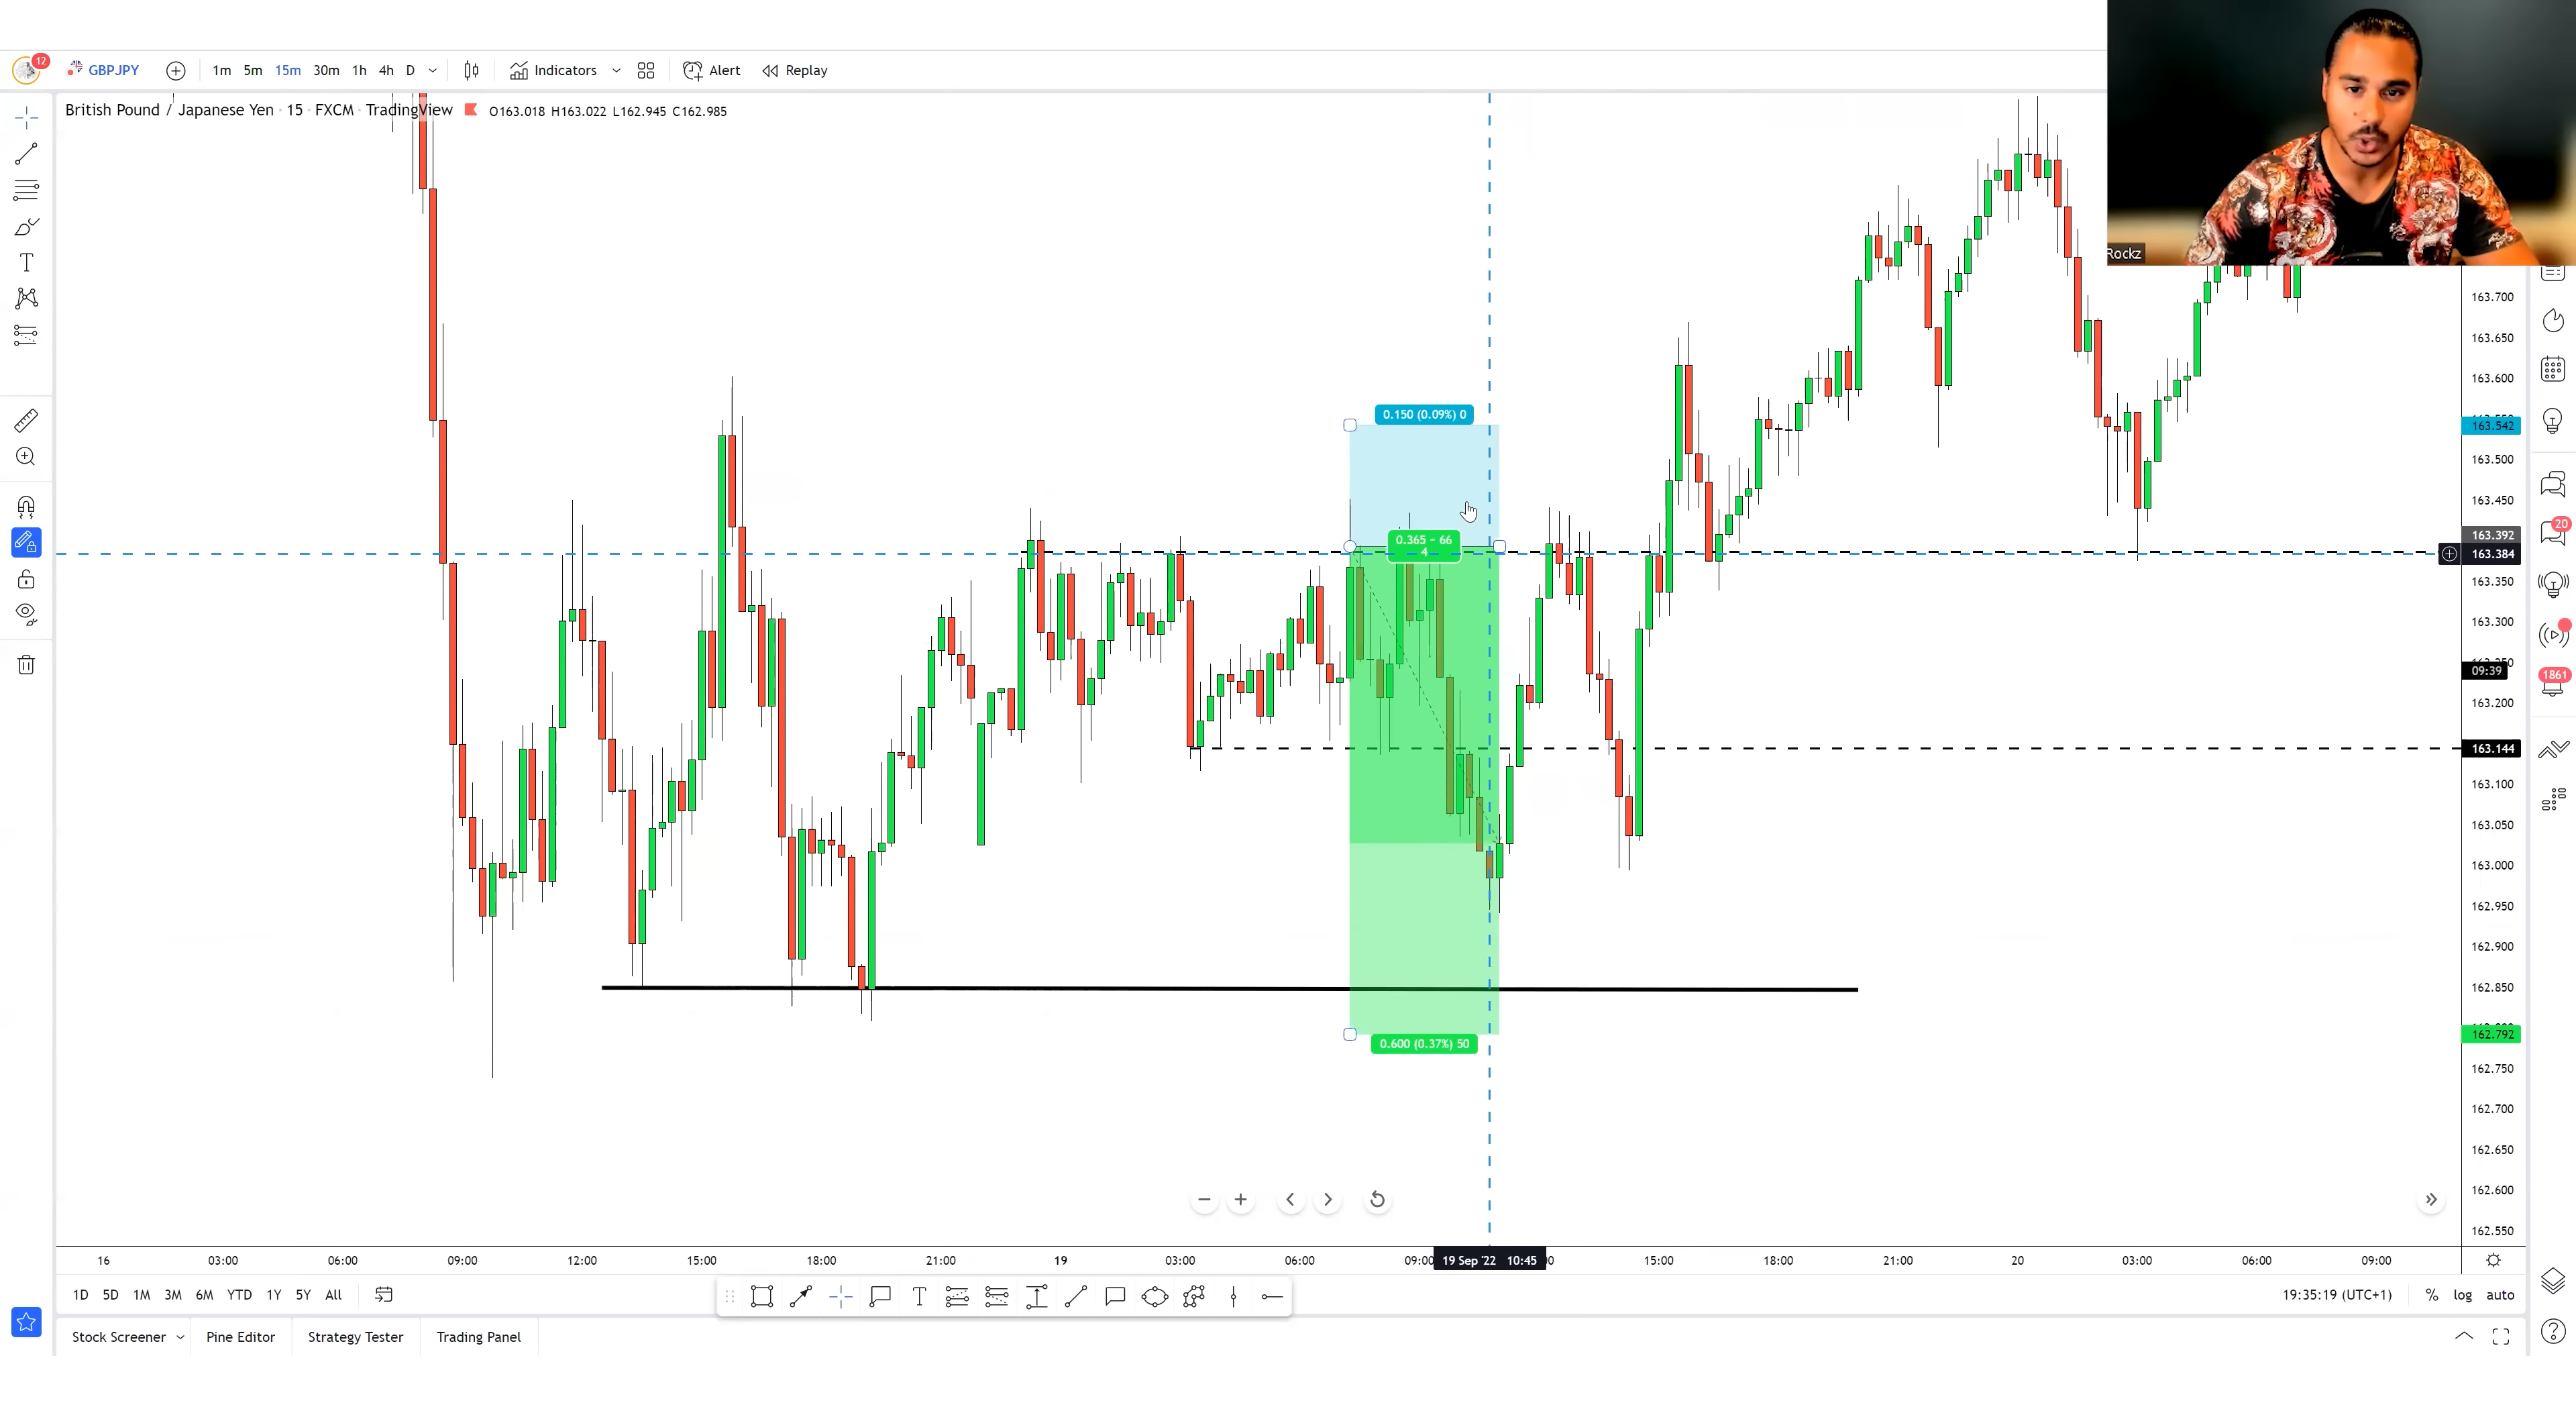 12
GBPJPY 1m 5m 15m 30m 1h 4h D Indicators Alert Replay
British Pound / Japanese Yen · 15 · FXCM · TradingView O163.018 H163.022 L162.945 C162.985
Rockz
163.700
163.650
163.600
163.542
163.500
163.450
163.392
163.384
163.350
163.300
09:39
163.200
163.144
163.100
163.050
163.000
162.950
162.900
162.850
162.792
162.750
162.700
162.650
162.600
162.550
0.150 (0.09%) 0
0.365 - 66
4
0.600 (0.37%) 50
20
1861
16 03:00 06:00 09:00 12:00 15:00 18:00 21:00 19 03:00 06:00 09:00 19 Sep '22 10:45 15:00 18:00 21:00 20 03:00 06:00 09:00
1D 5D 1M 3M 6M YTD 1Y 5Y All
T
19:35:19 (UTC+1) % log auto
Stock Screener Pine Editor Strategy Tester Trading Panel